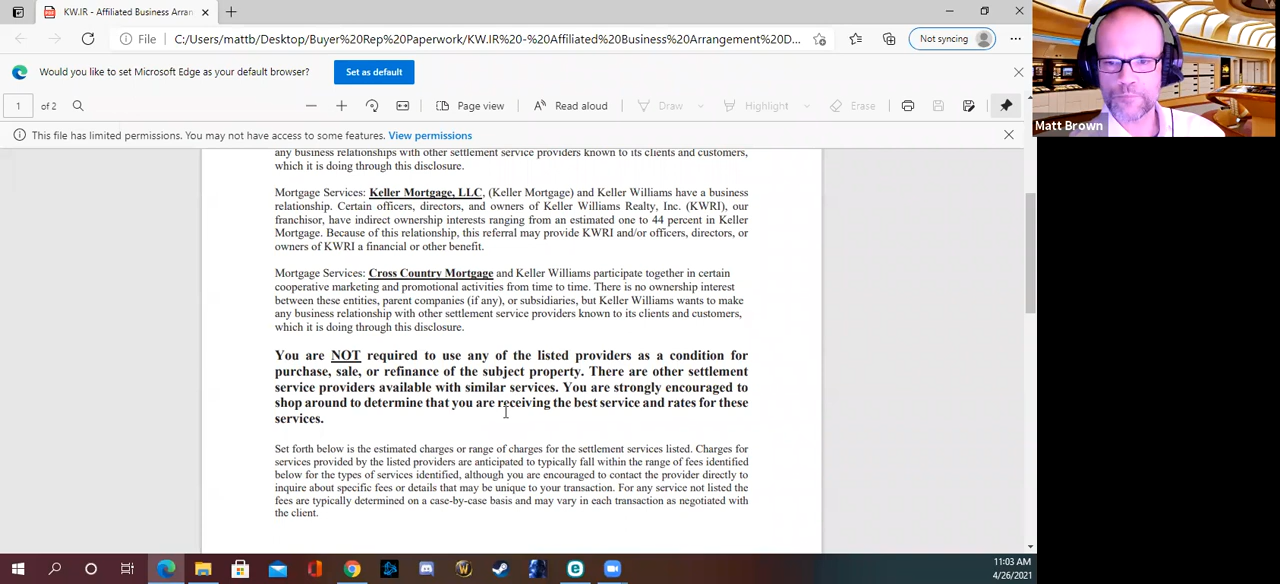 KW.IR - Affiliated Business Arran
File
C:/Users/mattb/Desktop/Buyer%20Rep%20Paperwork/KW.IR%20-%20Affiliated%20Business%20Arrangement%20D...
Not syncing
Would you like to set Microsoft Edge as your default browser?
Set as default
1 of 2
Page view
Read aloud
Draw
Highlight
Erase
This file has limited permissions. You may not have access to some features. View permissions
Matt Brown
any business relationships with other settlement service providers known to its clients and customers,
which it is doing through this disclosure.
Mortgage Services: Keller Mortgage, LLC, (Keller Mortgage) and Keller Williams have a business
relationship. Certain officers, directors, and owners of Keller Williams Realty, Inc. (KWRI), our
franchisor, have indirect ownership interests ranging from an estimated one to 44 percent in Keller
Mortgage. Because of this relationship, this referral may provide KWRI and/or officers, directors, or
owners of KWRI a financial or other benefit.
Mortgage Services: Cross Country Mortgage and Keller Williams participate together in certain
cooperative marketing and promotional activities from time to time. There is no ownership interest
between these entities, parent companies (if any), or subsidiaries, but Keller Williams wants to make
any business relationship with other settlement service providers known to its clients and customers,
which it is doing through this disclosure.
You are NOT required to use any of the listed providers as a condition for
purchase, sale, or refinance of the subject property. There are other settlement
service providers available with similar services. You are strongly encouraged to
shop around to determine that you are receiving the best service and rates for these
services.
Set forth below is the estimated charges or range of charges for the settlement services listed. Charges for
services provided by the listed providers are anticipated to typically fall within the range of fees identified
below for the types of services identified, although you are encouraged to contact the provider directly to
inquire about specific fees or details that may be unique to your transaction. For any service not listed the
fees are typically determined on a case-by-case basis and may vary in each transaction as negotiated with
the client.
11:03 AM
4/26/2021